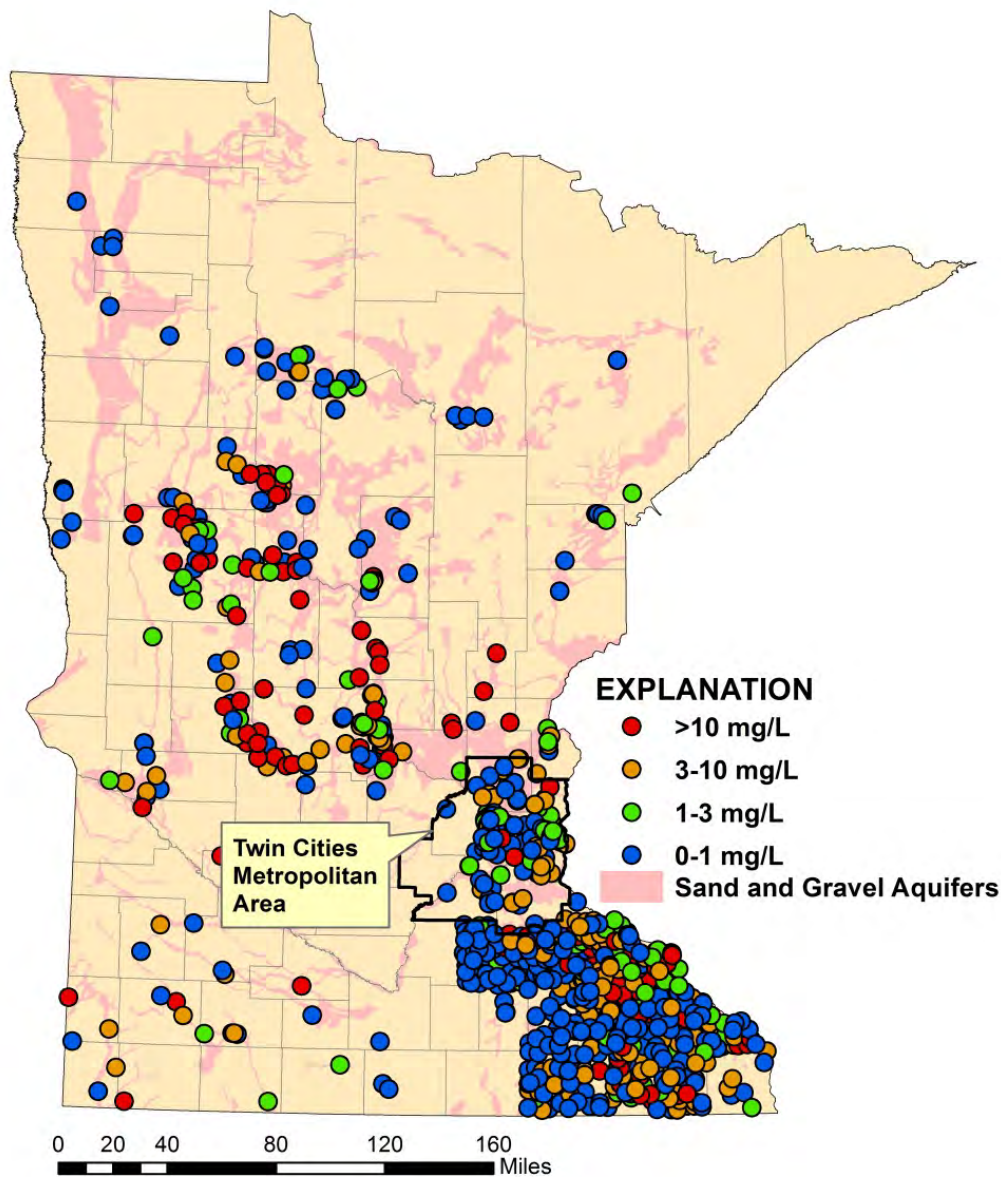 EXPLANATION
>10 mg/L
3-10 mg/L
1-3 mg/L
0-1 mg/L
Sand and Gravel Aquifers
Twin Cities
Metropolitan
Area
0 20 40 80 120 160
Miles